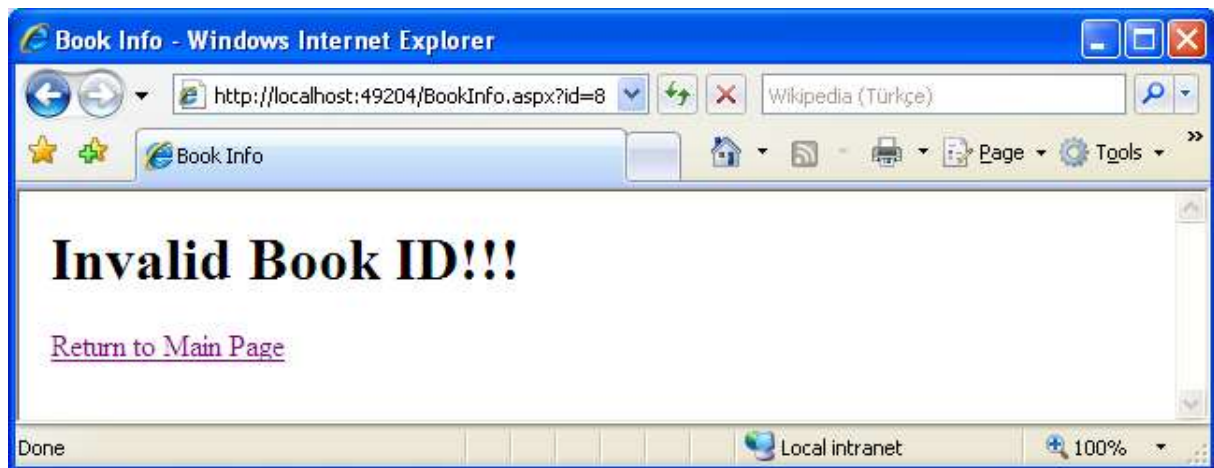 Book Info - Windows Internet Explorer
http://localhost:49204/BookInfo.aspx?id=8
Wikipedia (Türkçe)
Book Info
Page
Tools
»
Invalid Book ID!!!
Return to Main Page
Done
Local intranet
100%